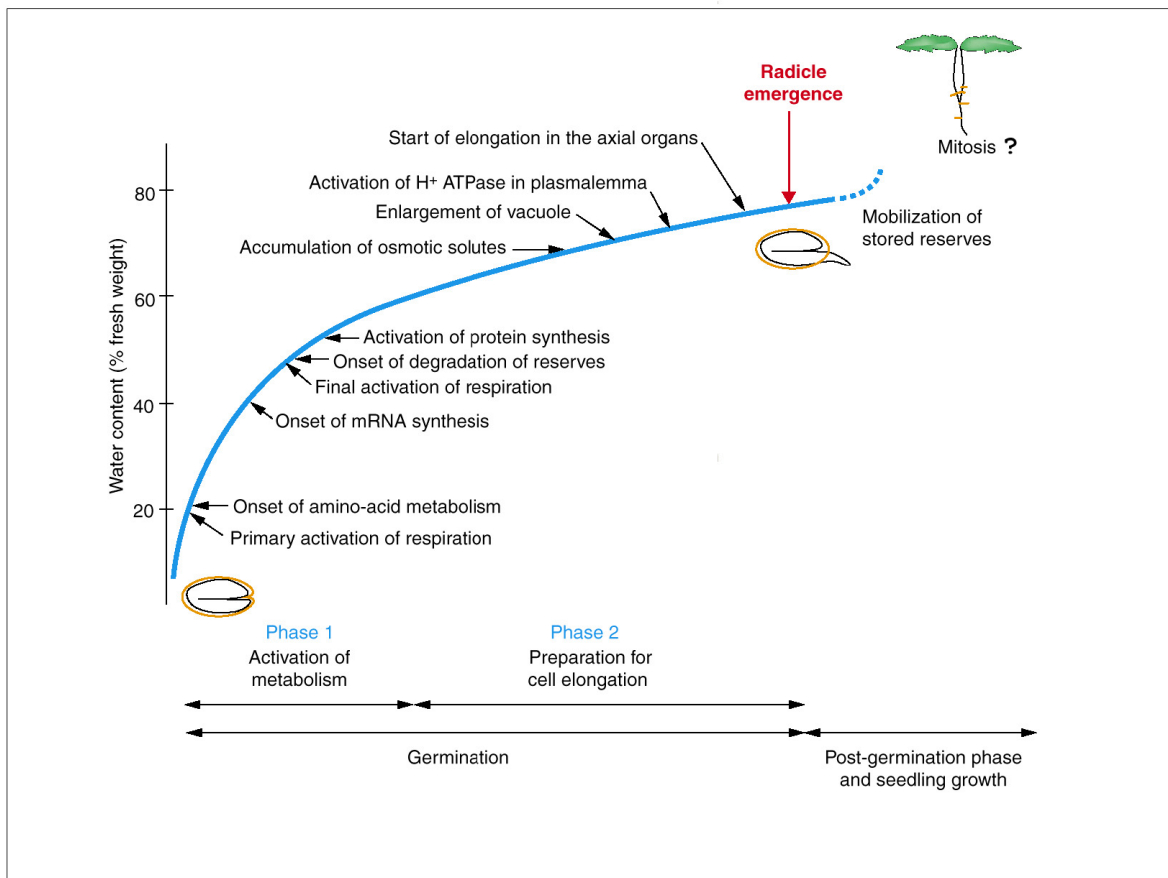 Radicle
emergence
Mitosis ?
Start of elongation in the axial organs
Activation of H⁺ ATPase in plasmalemma
Enlargement of vacuole
Accumulation of osmotic solutes
Mobilization of
stored reserves
Activation of protein synthesis
Onset of degradation of reserves
Final activation of respiration
Onset of mRNA synthesis
Onset of amino-acid metabolism
Primary activation of respiration
Water content (% fresh weight)
80
60
40
20
Phase 1
Activation of
metabolism
Phase 2
Preparation for
cell elongation
Germination
Post-germination phase
and seedling growth